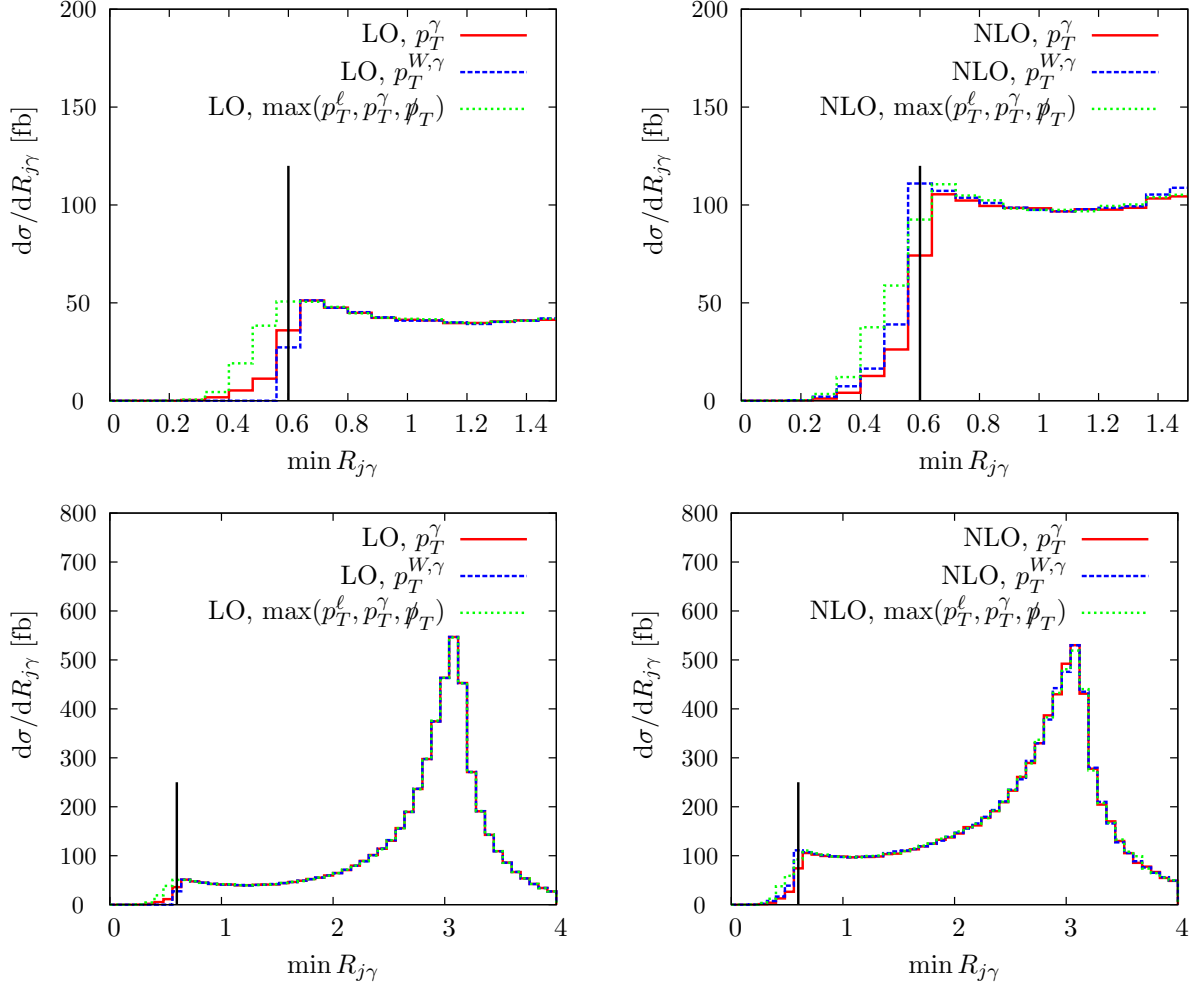 dσ/dR_{jγ} [fb]
200
150
100
50
0
LO, p_T^γ
LO, p_T^{W,γ}
LO, max(p_T^ℓ, p_T^γ, p̸_T)
0 0.2 0.4 0.6 0.8 1 1.2 1.4
min R_{jγ}
dσ/dR_{jγ} [fb]
200
150
100
50
0
NLO, p_T^γ
NLO, p_T^{W,γ}
NLO, max(p_T^ℓ, p_T^γ, p̸_T)
0 0.2 0.4 0.6 0.8 1 1.2 1.4
min R_{jγ}
dσ/dR_{jγ} [fb]
800
700
600
500
400
300
200
100
0
LO, p_T^γ
LO, p_T^{W,γ}
LO, max(p_T^ℓ, p_T^γ, p̸_T)
0 1 2 3 4
min R_{jγ}
dσ/dR_{jγ} [fb]
800
700
600
500
400
300
200
100
0
NLO, p_T^γ
NLO, p_T^{W,γ}
NLO, max(p_T^ℓ, p_T^γ, p̸_T)
0 1 2 3 4
min R_{jγ}